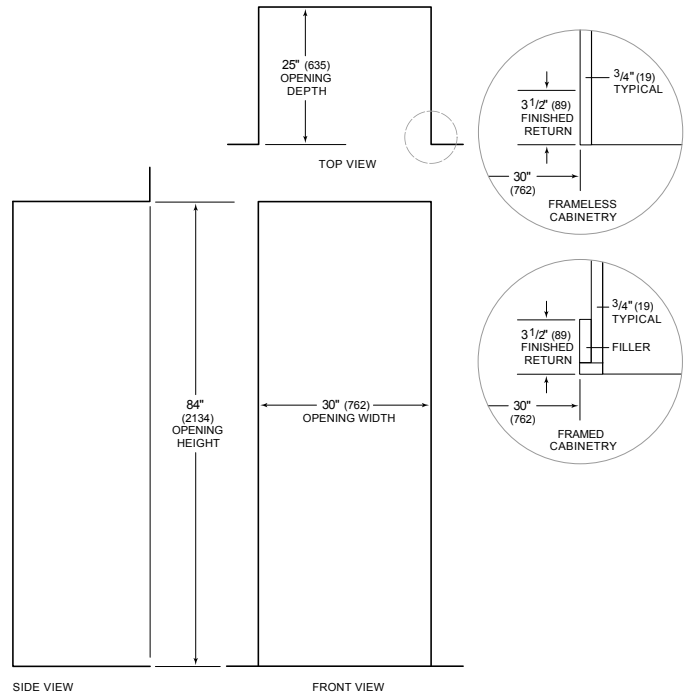 25" (635)
OPENING
DEPTH
TOP VIEW
3/4" (19)
TYPICAL
3 1/2" (89)
FINISHED
RETURN
30"
(762)
FRAMELESS
CABINETRY
3/4" (19)
TYPICAL
3 1/2" (89)
FINISHED
RETURN
FILLER
30"
(762)
FRAMED
CABINETRY
84"
(2134)
OPENING
HEIGHT
30" (762)
OPENING WIDTH
SIDE VIEW
FRONT VIEW